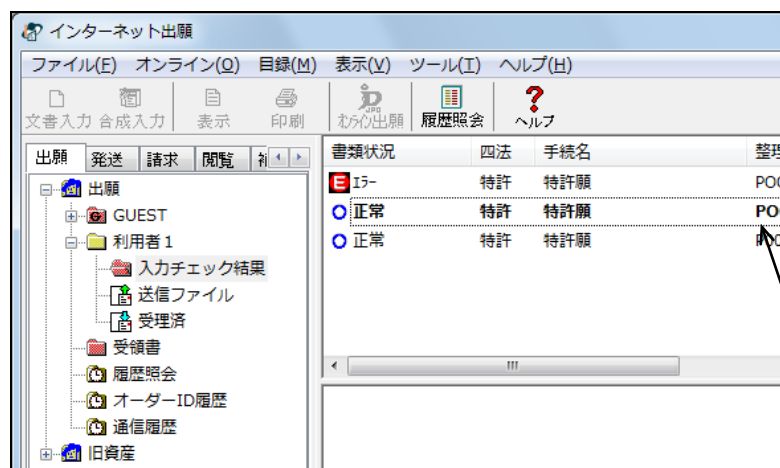 インターネット出願
ファイル(F) オンライン(O) 目録(M) 表示(V) ツール(T) ヘルプ(H)
文書入力 合成入力 表示 印刷 オンライン出願 履歴照会 ヘルプ
出願 発送 請求 閲覧
書類状況 四法 手続名 整理
エラー 特許 特許願 P00
正常 特許 特許願 P0
正常 特許 特許願
出願
GUEST
利用者1
入力チェック結果
送信ファイル
受理済
受領書
履歴照会
オーダーID履歴
通信履歴
旧資産